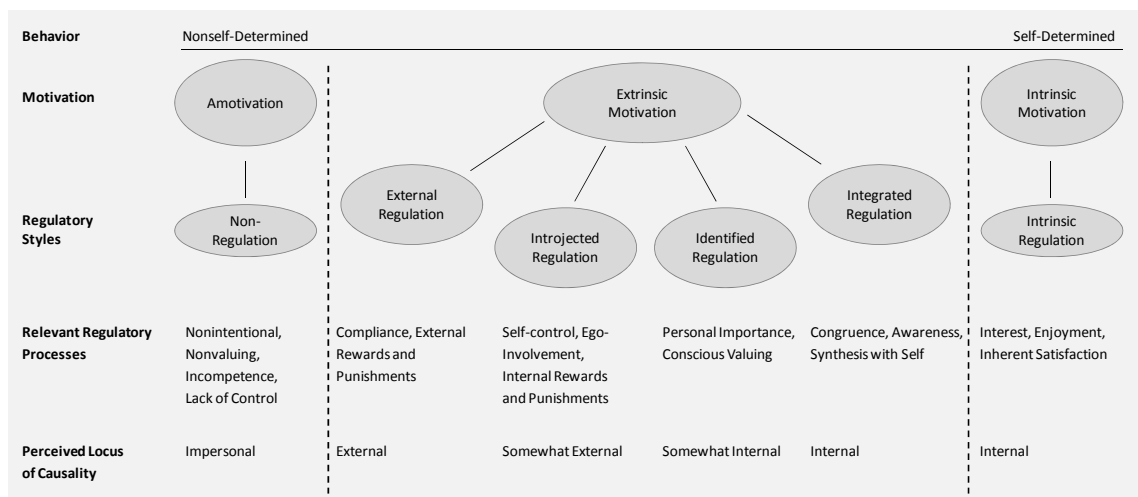 Behavior
Nonself-Determined
Self-Determined
Motivation
Amotivation
Extrinsic
Motivation
Intrinsic
Motivation
Regulatory
Styles
Non-
Regulation
External
Regulation
Introjected
Regulation
Identified
Regulation
Integrated
Regulation
Intrinsic
Regulation
Relevant Regulatory
Processes
Nonintentional,
Nonvaluing,
Incompetence,
Lack of Control
Compliance, External
Rewards and
Punishments
Self-control, Ego-
Involvement,
Internal Rewards
and Punishments
Personal Importance,
Conscious Valuing
Congruence, Awareness,
Synthesis with Self
Interest, Enjoyment,
Inherent Satisfaction
Perceived Locus
of Causality
Impersonal
External
Somewhat External
Somewhat Internal
Internal
Internal